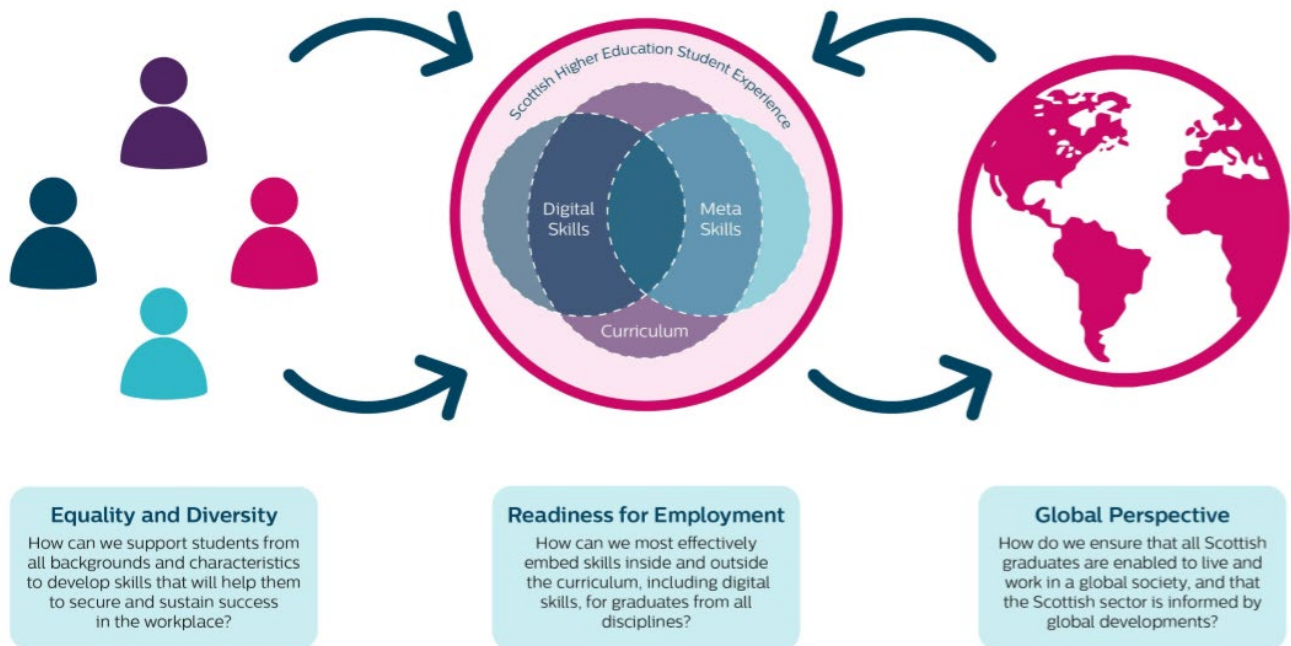 Scottish Higher Education Student Experience
Digital
Skills
Meta
Skills
Curriculum
Equality and Diversity
How can we support students from
all backgrounds and characteristics
to develop skills that will help them
to secure and sustain success
in the workplace?
Readiness for Employment
How can we most effectively
embed skills inside and outside
the curriculum, including digital
skills, for graduates from all
disciplines?
Global Perspective
How do we ensure that all Scottish
graduates are enabled to live and
work in a global society, and that
the Scottish sector is informed by
global developments?